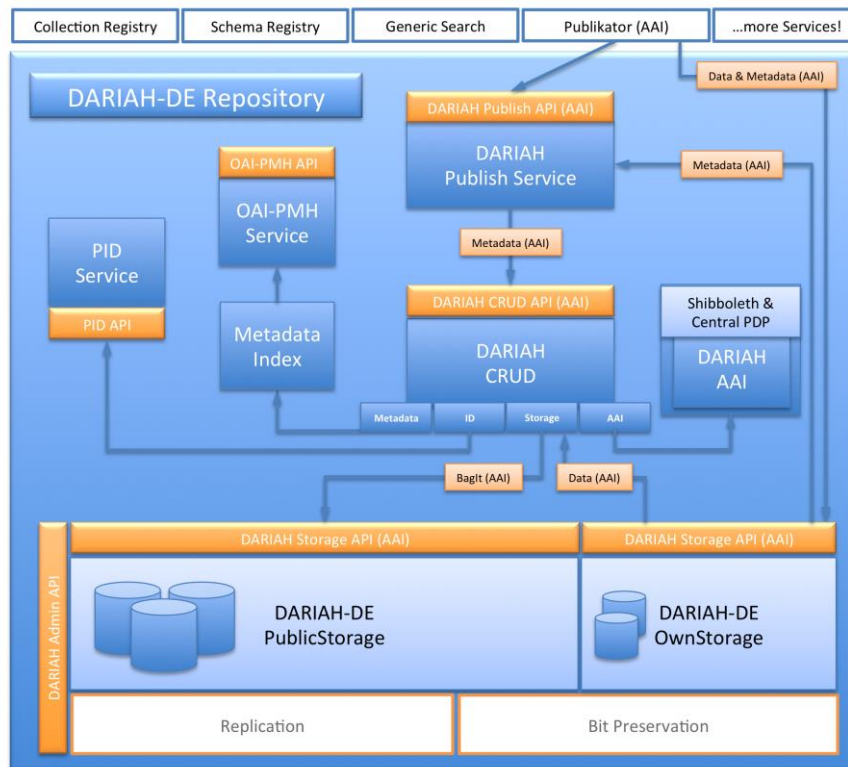 Collection Registry
Schema Registry
Generic Search
Publikator (AAI)
...more Services!
Data & Metadata (AAI)
DARIAH-DE Repository
DARIAH Publish API (AAI)
DARIAH
Publish Service
Metadata (AAI)
OAI-PMH API
OAI-PMH
Service
PID
Service
PID API
Metadata (AAI)
DARIAH CRUD API (AAI)
DARIAH
CRUD
Metadata
Index
Shibboleth &
Central PDP
DARIAH
AAI
Metadata
ID
Storage
AAI
BagIt (AAI)
Data (AAI)
DARIAH Admin API
DARIAH Storage API (AAI)
DARIAH Storage API (AAI)
DARIAH-DE
PublicStorage
DARIAH-DE
OwnStorage
Replication
Bit Preservation